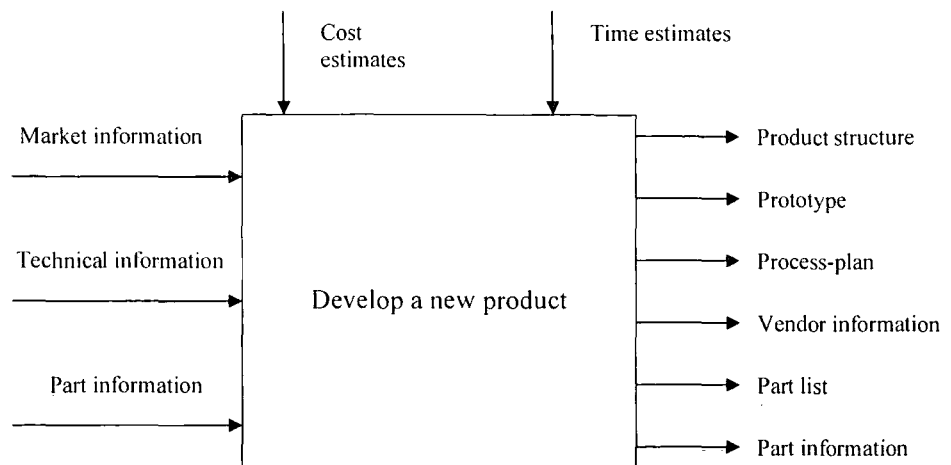 Cost
estimates
Time estimates
Market information
Technical information
Part information
Develop a new product
Product structure
Prototype
Process-plan
Vendor information
Part list
Part information